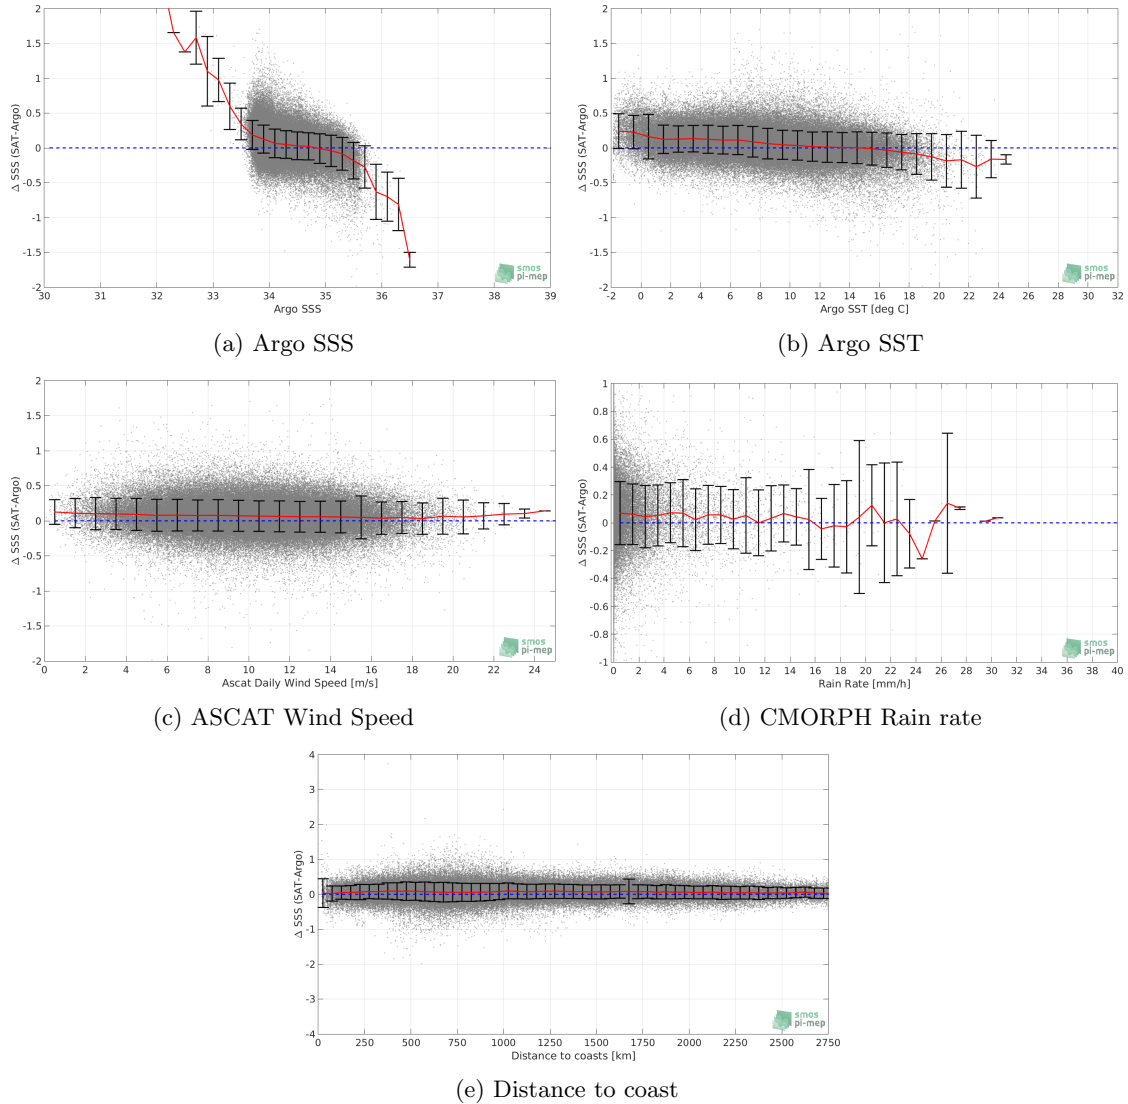 2
1.5
1
0.5
0
-0.5
-1
-1.5
-2
Δ SSS (SAT-Argo)
30 31 32 33 34 35 36 37 38 39
Argo SSS
smos
pi-mep
(a) Argo SSS
2
1.5
1
0.5
0
-0.5
-1
-1.5
-2
Δ SSS (SAT-Argo)
-2 0 2 4 6 8 10 12 14 16 18 20 22 24 26 28 30 32
Argo SST [deg C]
smos
pi-mep
(b) Argo SST
2
1.5
1
0.5
0
-0.5
-1
-1.5
-2
Δ SSS (SAT-Argo)
0 2 4 6 8 10 12 14 16 18 20 22 24
Ascat Daily Wind Speed [m/s]
smos
pi-mep
(c) ASCAT Wind Speed
1
0.8
0.6
0.4
0.2
0
-0.2
-0.4
-0.6
-0.8
-1
Δ SSS (SAT-Argo)
0 2 4 6 8 10 12 14 16 18 20 22 24 26 28 30 32 34 36 38 40
Rain Rate [mm/h]
smos
pi-mep
(d) CMORPH Rain rate
4
3
2
1
0
-1
-2
-3
-4
Δ SSS (SAT-Argo)
0 250 500 750 1000 1250 1500 1750 2000 2250 2500 2750
Distance to coasts [km]
smos
pi-mep
(e) Distance to coast